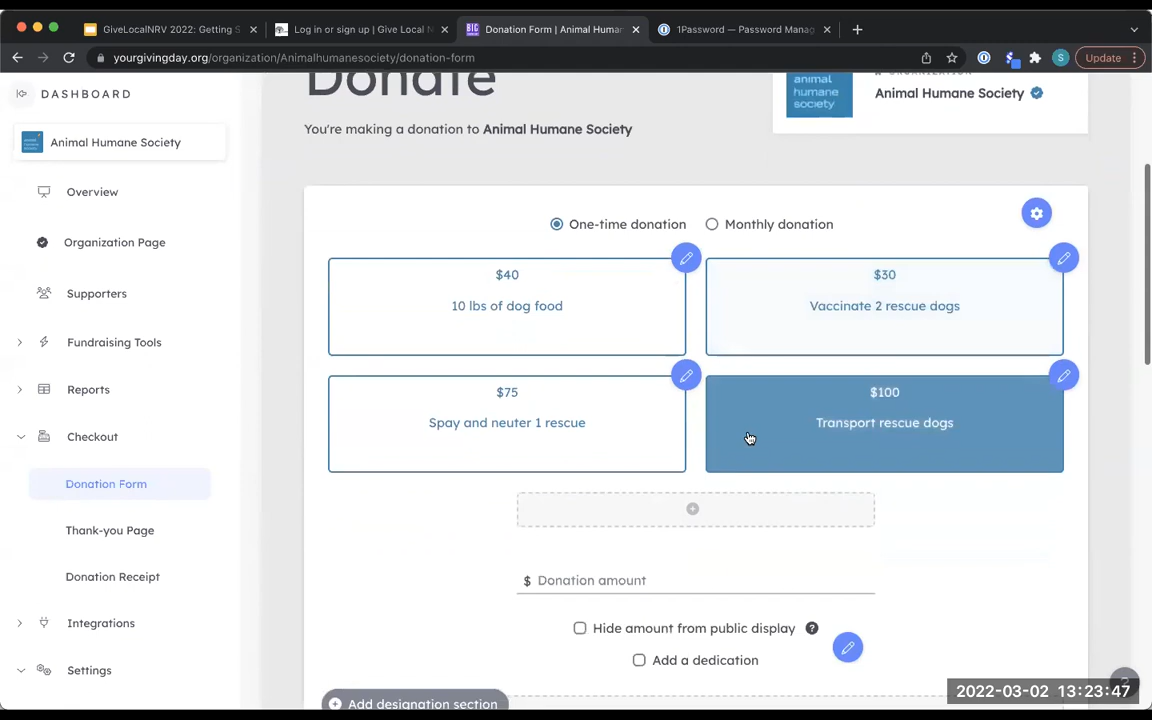 GiveLocalNRV 2022: Getting S
Log in or sign up | Give Local N
BIG
Donation Form | Animal Human
1Password — Password Manag
yourgivingday.org/organization/Animalhumanesociety/donation-form
S
Update
DASHBOARD
Animal Humane Society
Overview
Organization Page
Supporters
Fundraising Tools
Reports
Checkout
Donation Form
Thank-you Page
Donation Receipt
Integrations
Settings
Donate
You're making a donation to Animal Humane Society
animal
humane
society
ORGANIZATION
Animal Humane Society
One-time donation
Monthly donation
$40
10 lbs of dog food
$30
Vaccinate 2 rescue dogs
$75
Spay and neuter 1 rescue
$100
Transport rescue dogs
$ Donation amount
Hide amount from public display ?
Add a dedication
Add designation section
2022-03-02 13:23:47